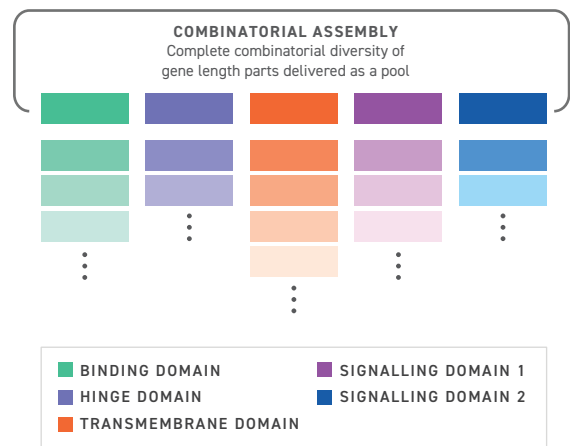 COMBINATORIAL ASSEMBLY
Complete combinatorial diversity of
gene length parts delivered as a pool
BINDING DOMAIN
HINGE DOMAIN
TRANSMEMBRANE DOMAIN
SIGNALLING DOMAIN 1
SIGNALLING DOMAIN 2